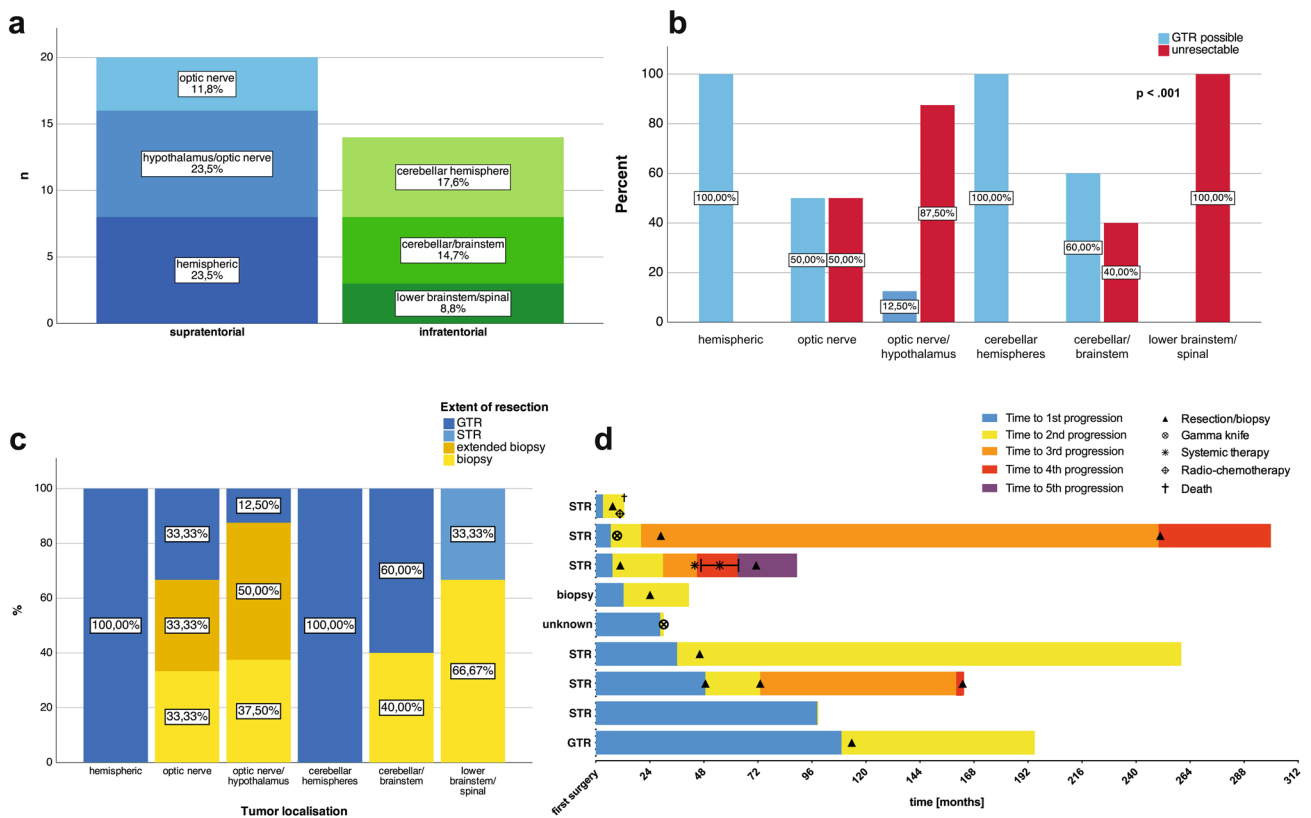 a
n
20
15
10
5
0
optic nerve
11,8%
hypothalamus/optic nerve
23,5%
hemispheric
23,5%
cerebellar hemisphere
17,6%
cerebellar/brainstem
14,7%
lower brainstem/spinal
8,8%
supratentorial
infratentorial
b
GTR possible
unresectable
p < .001
Percent
100
80
60
40
20
0
100,00%
50,00%
50,00%
12,50%
87,50%
100,00%
60,00%
40,00%
100,00%
hemispheric
optic nerve
optic nerve/
hypothalamus
cerebellar
hemispheres
cerebellar/
brainstem
lower brainstem/
spinal
c
Extent of resection
GTR
STR
extended biopsy
biopsy
%
100
80
60
40
20
0
100,00%
33,33%
33,33%
33,33%
12,50%
50,00%
37,50%
100,00%
60,00%
40,00%
33,33%
66,67%
hemispheric
optic nerve
optic nerve/
hypothalamus
cerebellar
hemispheres
cerebellar/
brainstem
lower
brainstem/
spinal
Tumor localisation
d
Time to 1st progression
Time to 2nd progression
Time to 3rd progression
Time to 4th progression
Time to 5th progression
Resection/biopsy
Gamma knife
Systemic therapy
Radio-chemotherapy
Death
STR
STR
STR
biopsy
unknown
STR
STR
STR
GTR
first surgery
24
48
72
96
120
144
168
192
216
240
264
288
312
time [months]